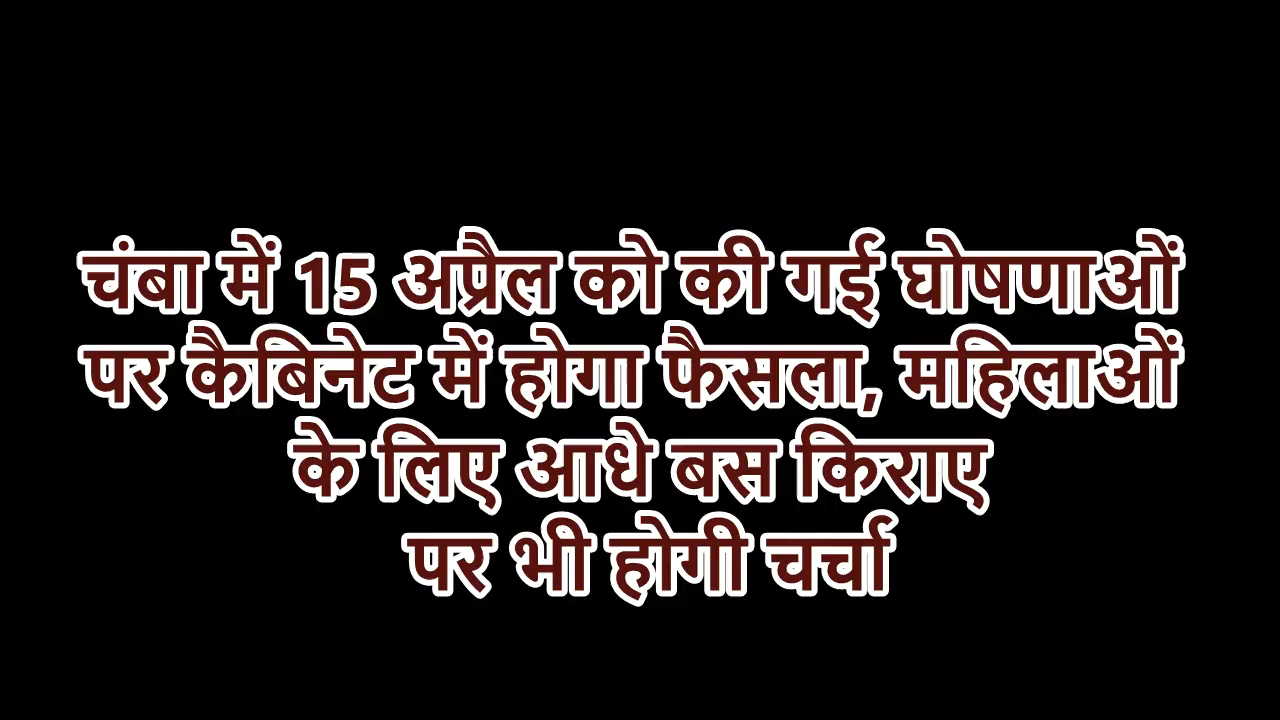 चंबा में 15 अप्रैल को की गई घोषणाओं
पर कैबिनेट में होगा फैसला, महिलाओं
के लिए आधे बस किराए
पर भी होगी चर्चा